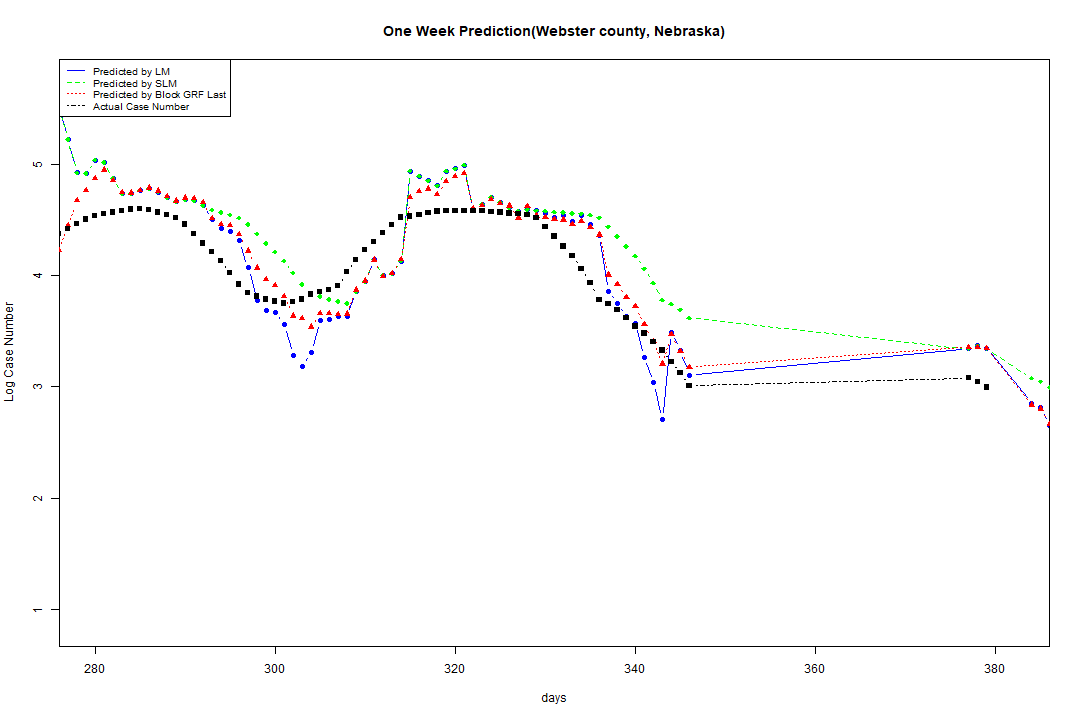 One Week Prediction(Webster county, Nebraska)
Predicted by LM
Predicted by SLM
Predicted by Block GRF Last
Actual Case Number
5
4
3
2
1
Log Case Number
280 300 320 340 360 380
days